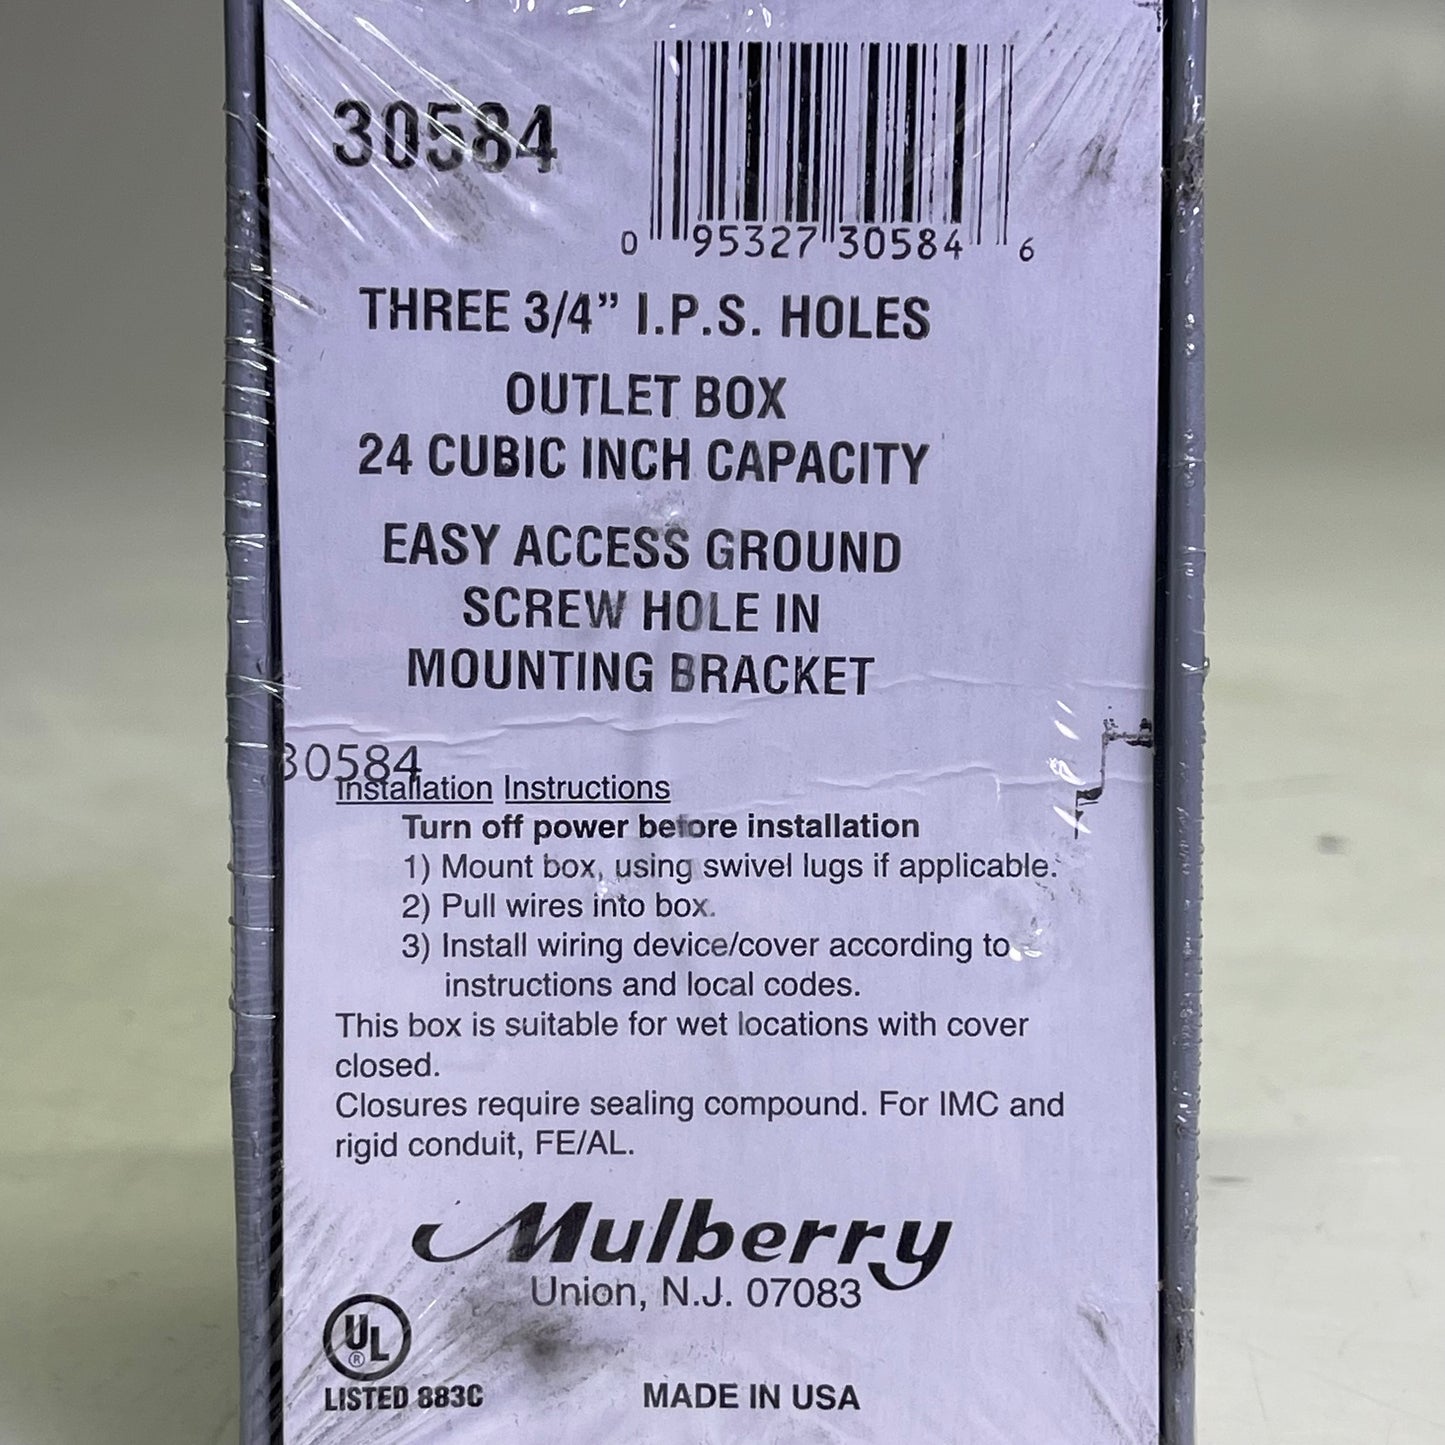 30584
0 95327 30584 6
THREE 3/4” I.P.S. HOLES
OUTLET BOX
24 CUBIC INCH CAPACITY
EASY ACCESS GROUND
SCREW HOLE IN
MOUNTING BRACKET
30584
Installation Instructions
Turn off power before installation
1) Mount box, using swivel lugs if applicable.
2) Pull wires into box.
3) Install wiring device/cover according to
instructions and local codes.
This box is suitable for wet locations with cover
closed.
Closures require sealing compound. For IMC and
rigid conduit, FE/AL.
Mulberry
Union, N.J. 07083
UL ®
LISTED 883C
MADE IN USA